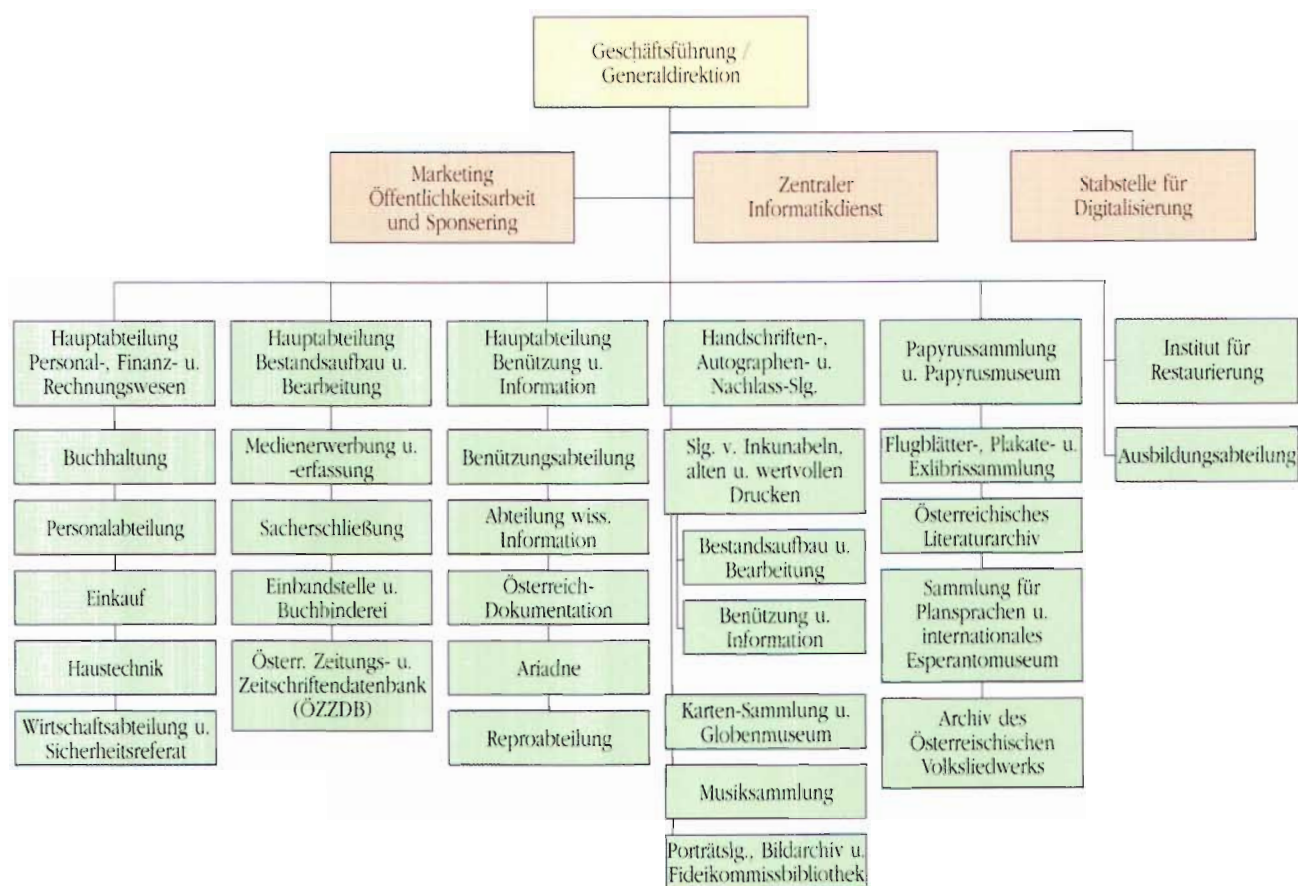 Geschäftsführung /
Generaldirektion
Marketing
Öffentlichkeitsarbeit
und Sponsering
Zentraler
Informatikdienst
Stabstelle für
Digitalisierung
Hauptabteilung
Personal-, Finanz- u.
Rechnungswesen
Buchhaltung
Personalabteilung
Einkauf
Haustechnik
Wirtschaftsabteilung u.
Sicherheitsreferat
Hauptabteilung
Bestandsaufbau u.
Bearbeitung
Medienerwerbung u.
-erfassung
Sacherschließung
Einbandstelle u.
Buchbinderei
Österr. Zeitungs- u.
Zeitschriftendatenbank
(ÖZZDB)
Hauptabteilung
Benützung u.
Information
Benützungsabteilung
Abteilung wiss.
Information
Österreich-
Dokumentation
Ariadne
Reproabteilung
Handschriften-,
Autographen- u.
Nachlass-Slg.
Slg. v. Inkunabeln,
alten u. wertvollen
Drucken
Bestandsaufbau u.
Bearbeitung
Benützung u.
Information
Karten-Sammlung u.
Globenmuseum
Musiksammlung
Porträtslg., Bildarchiv u.
Fideikommissbibliothek
Papyrussammlung
u. Papyrusmuseum
Flugblätter-, Plakate- u.
Exlibrissammlung
Österreichisches
Literaturarchiv
Sammlung für
Plansprachen u.
internationales
Esperantomuseum
Archiv des
Österreischischen
Volksliedwerks
Institut für
Restaurierung
Ausbildungsabteilung